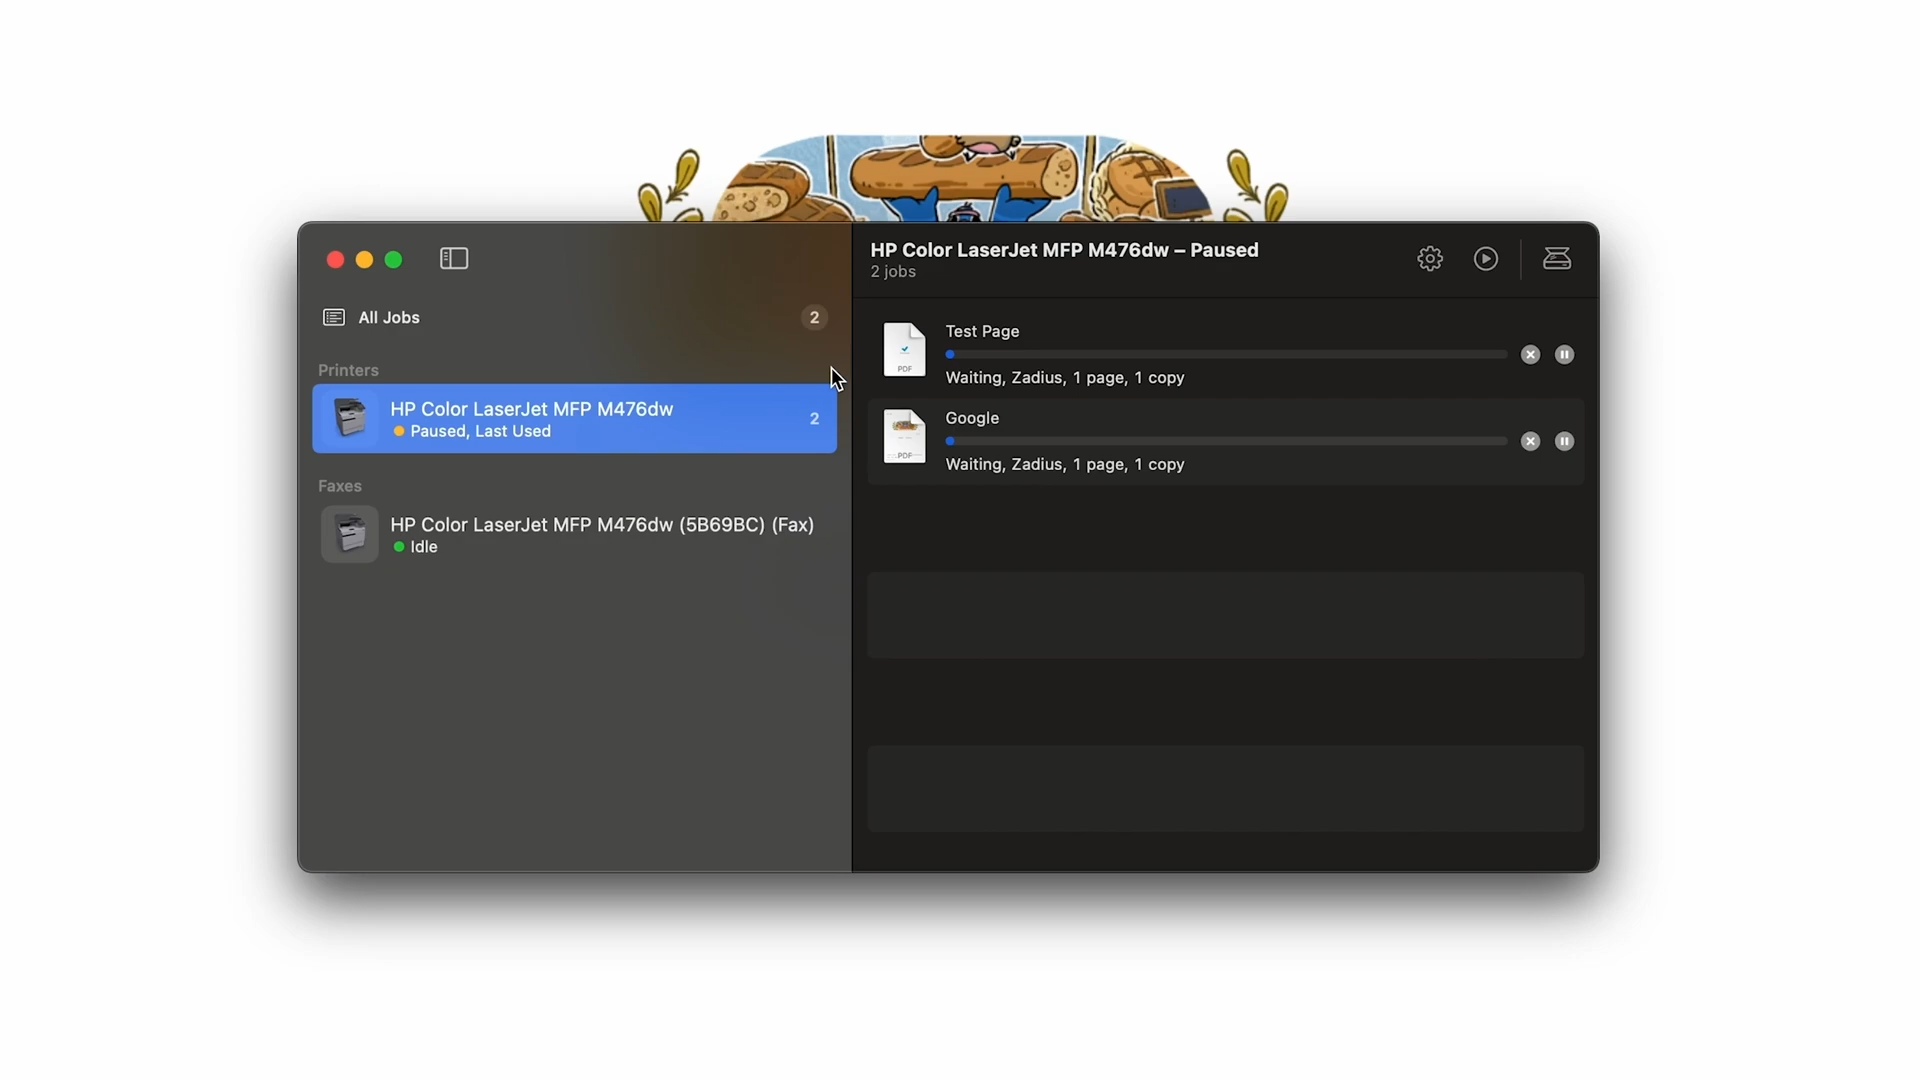 All Jobs
2
Printers
HP Color LaserJet MFP M476dw
Paused, Last Used
2
Faxes
HP Color LaserJet MFP M476dw (5B69BC) (Fax)
Idle
HP Color LaserJet MFP M476dw – Paused
2 jobs
Test Page
PDF
Waiting, Zadius, 1 page, 1 copy
Google
PDF
Waiting, Zadius, 1 page, 1 copy